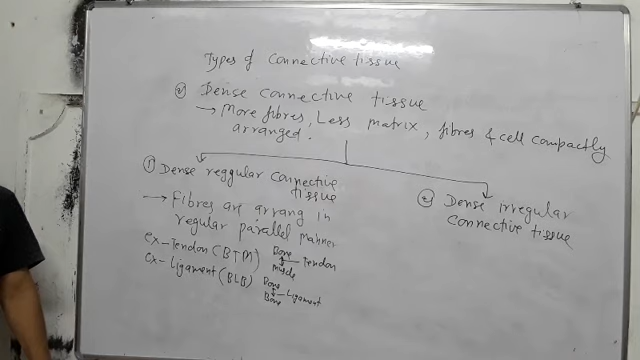 Types of Connective tissue
② Dense connective tissue
→ More fibres, Less matrix, fibres & cell compactly
arranged.
① Dense reggular connective
tissue
→ Fibres are arrang in
regular parallel manner
ex- Tendon (BTM) Bone
Muscle - Tendon
ex- Ligament (BLB) Bone
Bone - Ligament
② Dense irregular
connective tissue